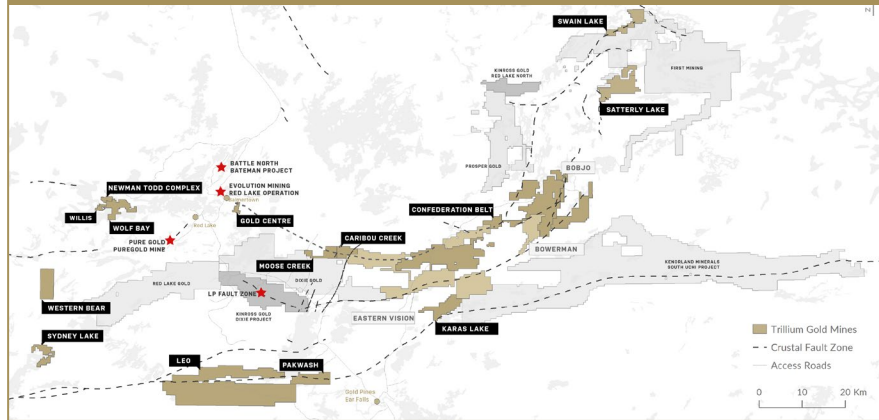 N
SWAIN LAKE
KINROSS GOLD
RED LAKE NORTH
FIRST MINING
SATTERLY LAKE
PROSPER GOLD
BOBJO
BATTLE NORTH
BATEMAN PROJECT
NEWMAN TODD COMPLEX
EVOLUTION MINING
RED LAKE OPERATION
WILLIS
WOLF BAY
Red Lake
GOLD CENTRE
CONFEDERATION BELT
PURE GOLD
PUREGOLD MINE
CARIBOU CREEK
BOWERMAN
MOOSE CREEK
KENORLAND MINERALS
SOUTH UCHI PROJECT
RED LAKE GOLD
DIXIE GOLD
LP FAULT ZONE
WESTERN BEAR
KINROSS GOLD
DIXIE PROJECT
EASTERN VISION
KARAS LAKE
SYDNEY LAKE
LEO
PAKWASH
Gold Pines
Ear Falls
Trillium Gold Mines
Crustal Fault Zone
Access Roads
0 10 20 Km